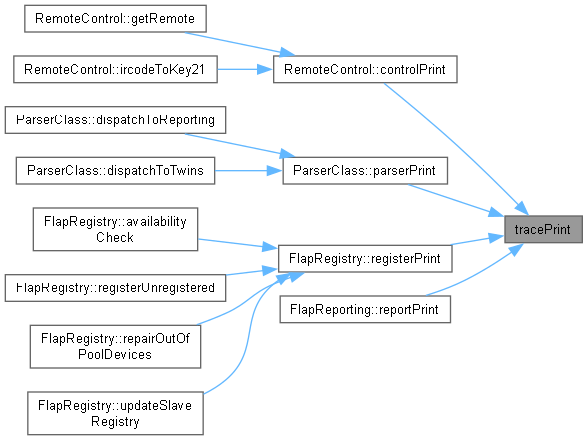 RemoteControl::getRemote
RemoteControl::ircodeToKey21
RemoteControl::controlPrint
ParserClass::dispatchToReporting
ParserClass::dispatchToTwins
ParserClass::parserPrint
FlapRegistry::availability
Check
FlapRegistry::registerUnregistered
FlapRegistry::repairOutOf
PoolDevices
FlapRegistry::updateSlave
Registry
FlapRegistry::registerPrint
FlapReporting::reportPrint
tracePrint